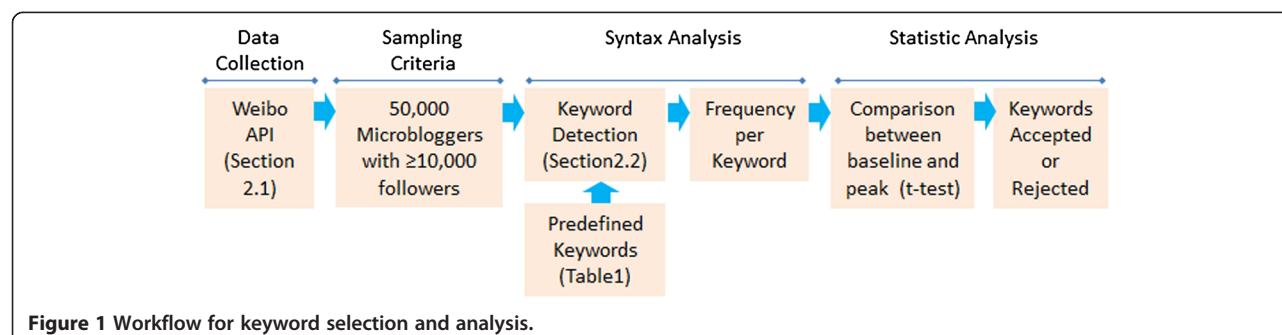 Data
Collection
Sampling
Criteria
Syntax Analysis
Statistic Analysis
Weibo
API
(Section
2.1)
50,000
Microbloggers
with ≥10,000
followers
Keyword
Detection
(Section2.2)
Frequency
per
Keyword
Comparison
between
baseline and
peak (t-test)
Keywords
Accepted
or
Rejected
Predefined
Keywords
(Table1)
Figure 1 Workflow for keyword selection and analysis.